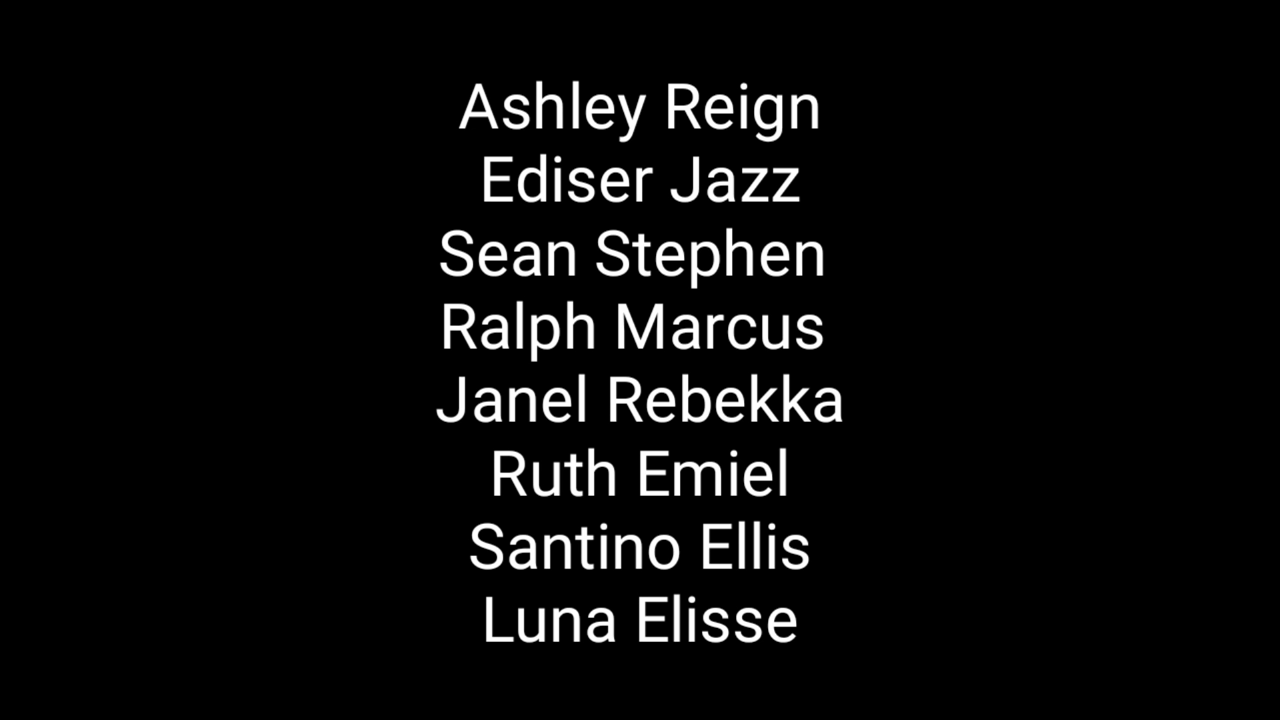 Ashley Reign
Ediser Jazz
Sean Stephen
Ralph Marcus
Janel Rebekka
Ruth Emiel
Santino Ellis
Luna Elisse